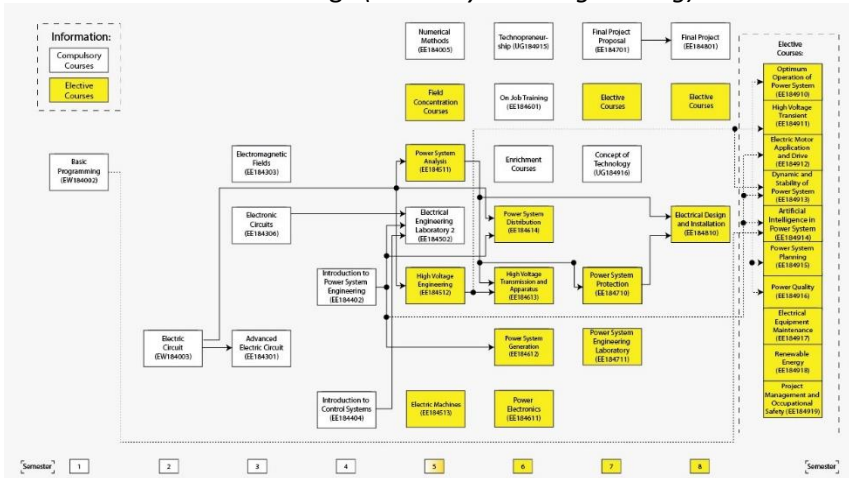 Information:
Compulsory
Courses
Elective
Courses
Numerical
Methods
(EE184005)
Technopreneur-
ship (UG184915)
Final Project
Proposal
(EE184701)
Final Project
(EE184801)
Elective
Courses:
Field
Concentration
Courses
On Job Training
(EE184601)
Elective
Courses
Elective
Courses
Basic
Programming
(EW184002)
Electromagnetic
Fields
(EE184303)
Power System
Analysis
(EE184511)
Enrichment
Courses
Concept of
Technology
(UG184916)
Electronic
Circuits
(EE184306)
Electrical
Engineering
Laboratory 2
(EE184502)
Power System
Distribution
(EE184614)
Electrical Design
and Installation
(EE184810)
Introduction to
Power System
Engineering
(EE184402)
High Voltage
Engineering
(EE184512)
High Voltage
Transmission and
Apparatus
(EE184613)
Power System
Protection
(EE184710)
Electric
Circuit
(EW184003)
Advanced
Electric Circuit
(EE184301)
Power System
Generation
(EE184612)
Power System
Engineering
Laboratory
(EE184711)
Introduction to
Control Systems
(EE184404)
Electric Machines
(EE184513)
Power
Electronics
(EE184611)
Optimum
Operation of
Power System
(EE184910)
High Voltage
Transient
(EE184911)
Electric Motor
Application
and Drive
(EE184912)
Dynamic and
Stability of
Power System
(EE184913)
Artificial
Intelligence in
Power System
(EE184914)
Power System
Planning
(EE184915)
Power Quality
(EE184916)
Electrical
Equipment
Maintenance
(EE184917)
Renewable
Energy
(EE184918)
Project
Management and
Occupational
Safety (EE184919)
Semester 1 2 3 4 5 6 7 8 Semester